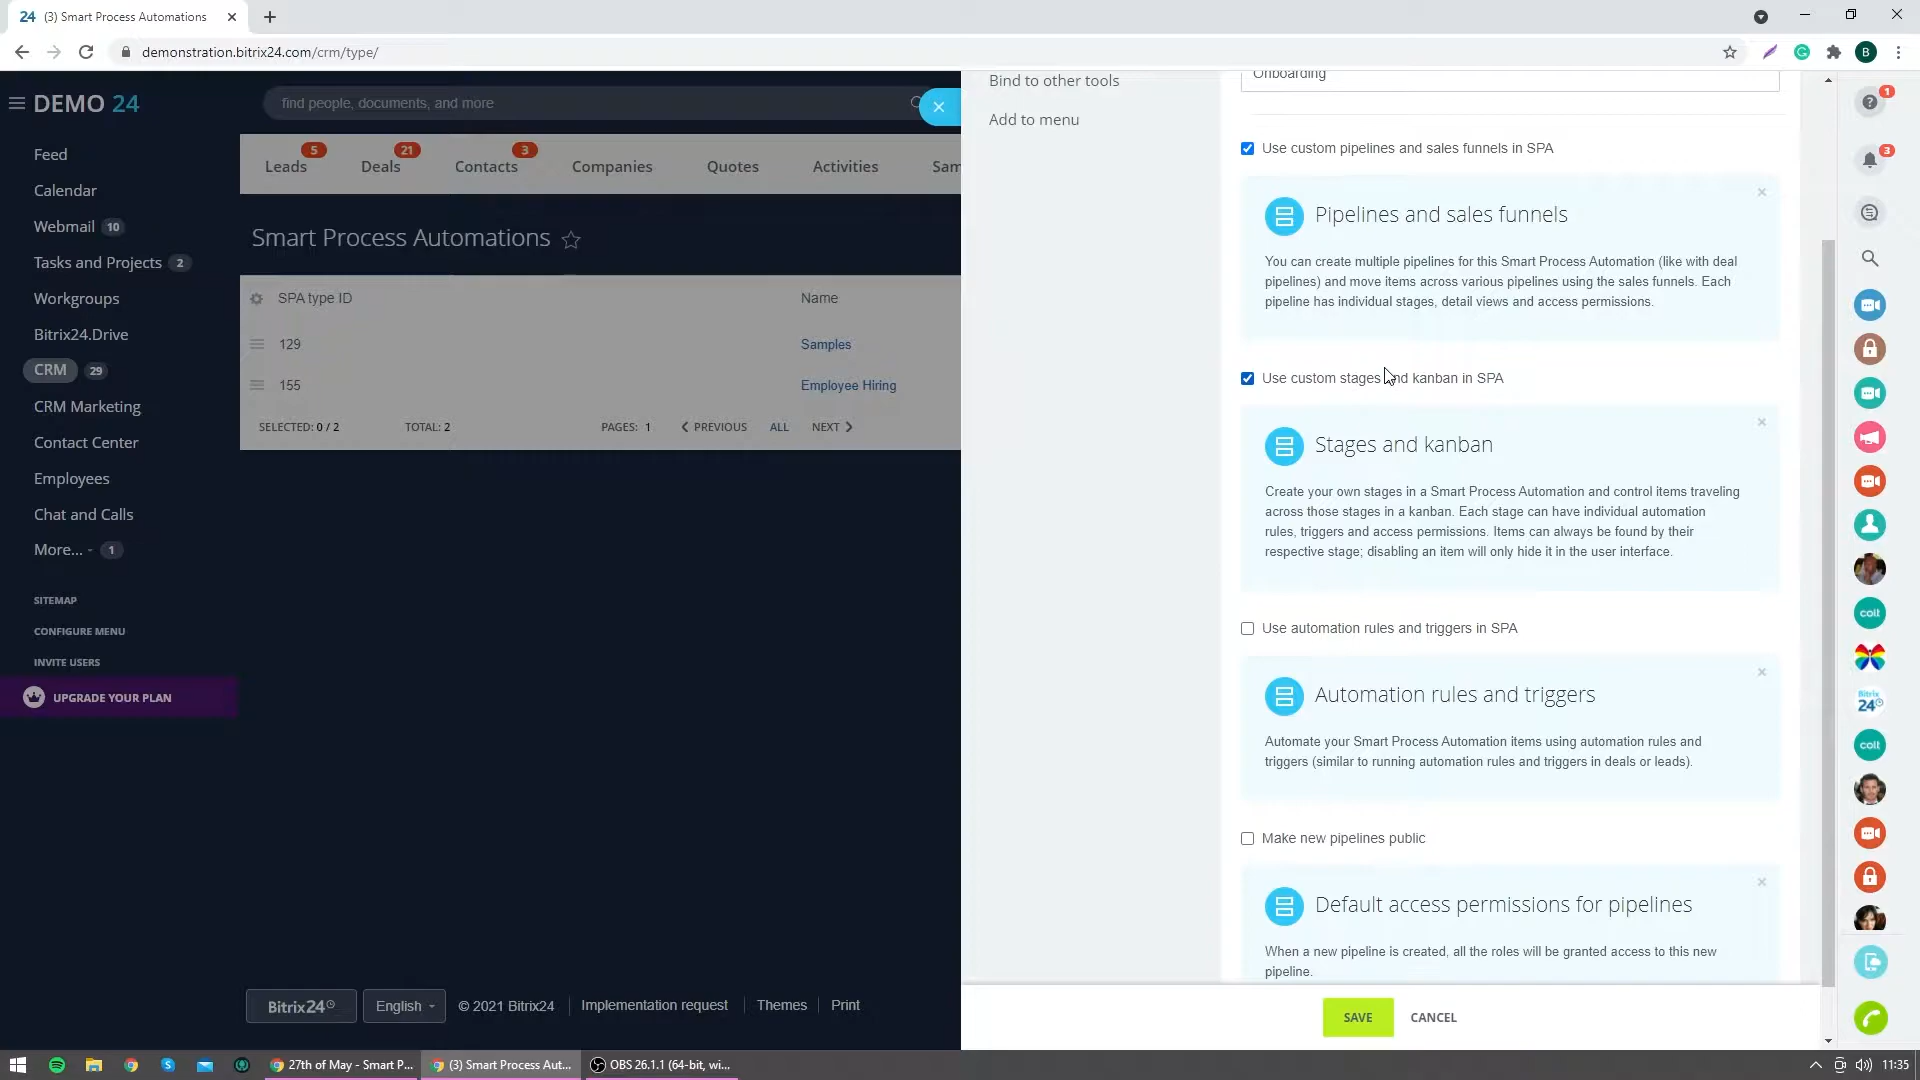 24 (3) Smart Process Automations
demonstration.bitrix24.com/crm/type/
B
DEMO 24
find people, documents, and more
Feed
Calendar
Webmail 10
Tasks and Projects 2
Workgroups
Bitrix24.Drive
CRM 29
CRM Marketing
Contact Center
Employees
Chat and Calls
More... 1
SITEMAP
CONFIGURE MENU
INVITE USERS
UPGRADE YOUR PLAN
Leads 5 Deals 21 Contacts 3 Companies Quotes Activities Sam
Smart Process Automations
SPA type ID Name
129 Samples
155 Employee Hiring
SELECTED: 0 / 2 TOTAL: 2 PAGES: 1 PREVIOUS ALL NEXT
Bitrix24 English © 2021 Bitrix24 Implementation request Themes Print
Bind to other tools
Add to menu
Onboarding
Use custom pipelines and sales funnels in SPA
Pipelines and sales funnels
You can create multiple pipelines for this Smart Process Automation (like with deal
pipelines) and move items across various pipelines using the sales funnels. Each
pipeline has individual stages, detail views and access permissions.
Use custom stages and kanban in SPA
Stages and kanban
Create your own stages in a Smart Process Automation and control items traveling
across those stages in a kanban. Each stage can have individual automation
rules, triggers and access permissions. Items can always be found by their
respective stage; disabling an item will only hide it in the user interface.
Use automation rules and triggers in SPA
Automation rules and triggers
Automate your Smart Process Automation items using automation rules and
triggers (similar to running automation rules and triggers in deals or leads).
Make new pipelines public
Default access permissions for pipelines
When a new pipeline is created, all the roles will be granted access to this new
pipeline.
SAVE CANCEL
1
3
colt
Bitrix
24
colt
27th of May - Smart P...
(3) Smart Process Aut...
OBS 26.1.1 (64-bit, wi...
11:35